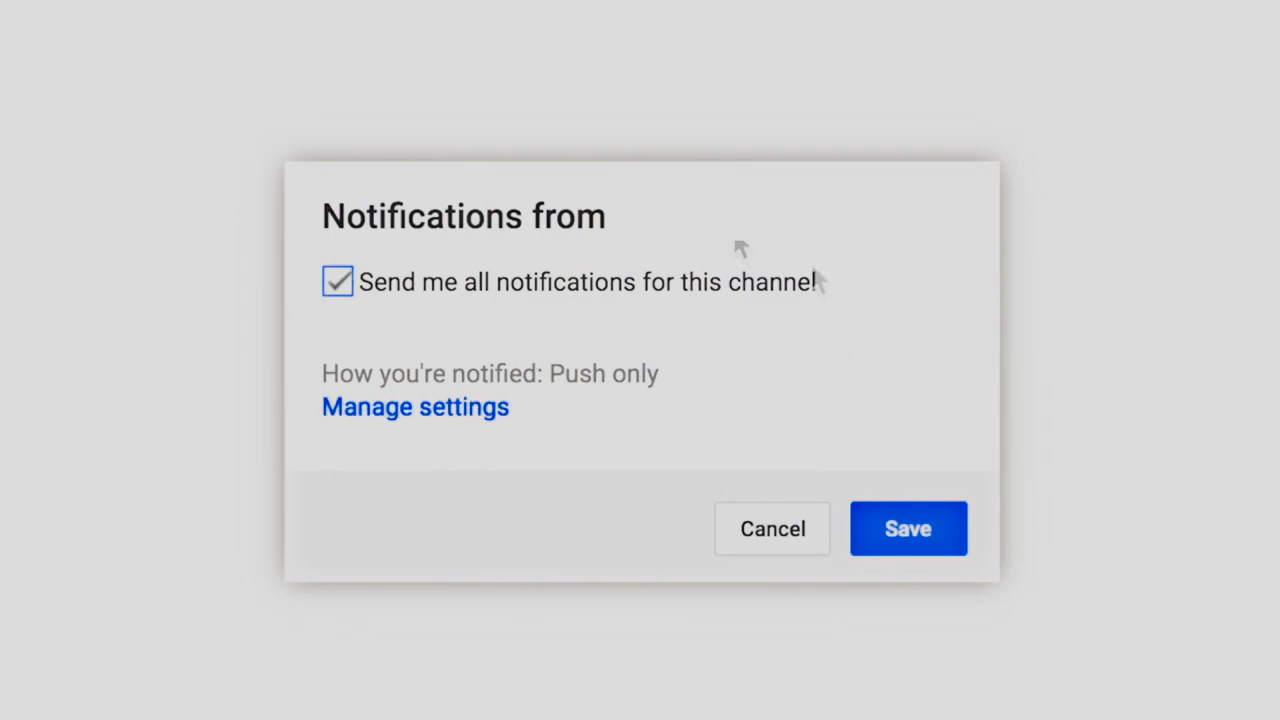 Notifications from
Send me all notifications for this channel
How you're notified: Push only
Manage settings
Cancel
Save